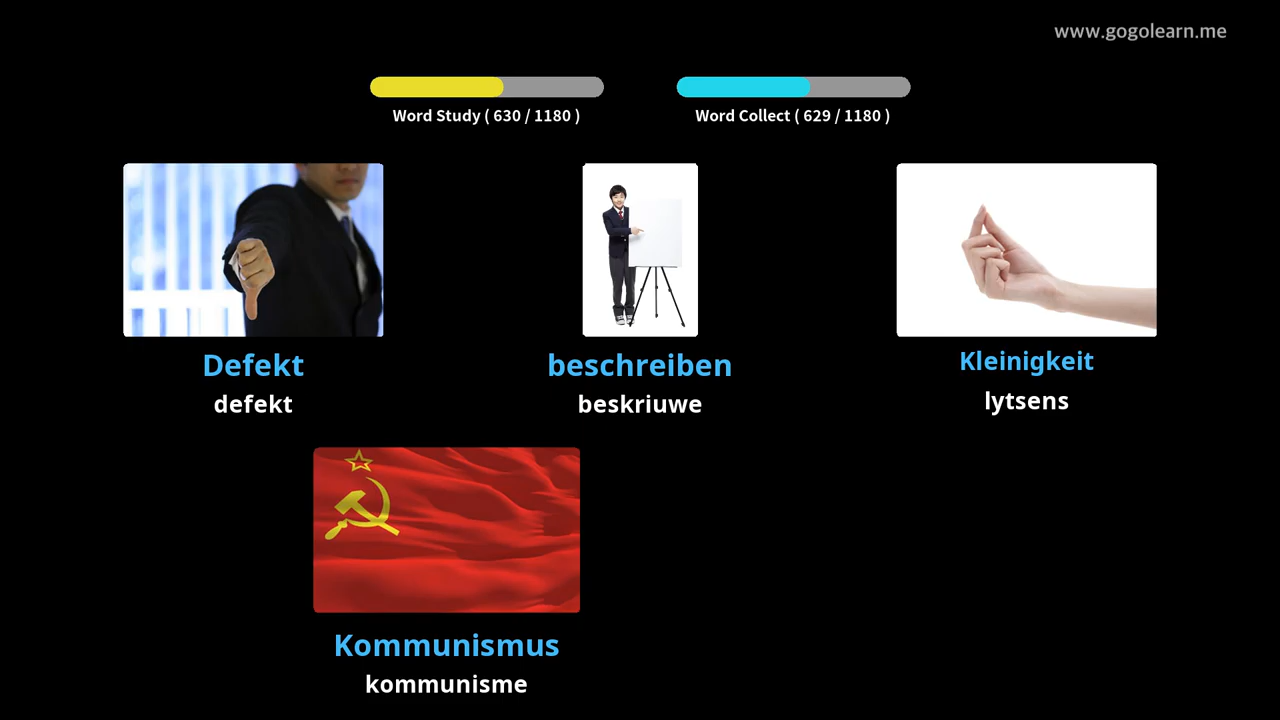 www.gogolearn.me
Word Study ( 630 / 1180 )
Word Collect ( 629 / 1180 )
Defekt
defekt
beschreiben
beskriuwe
Kleinigkeit
lytsens
Kommunismus
kommunisme